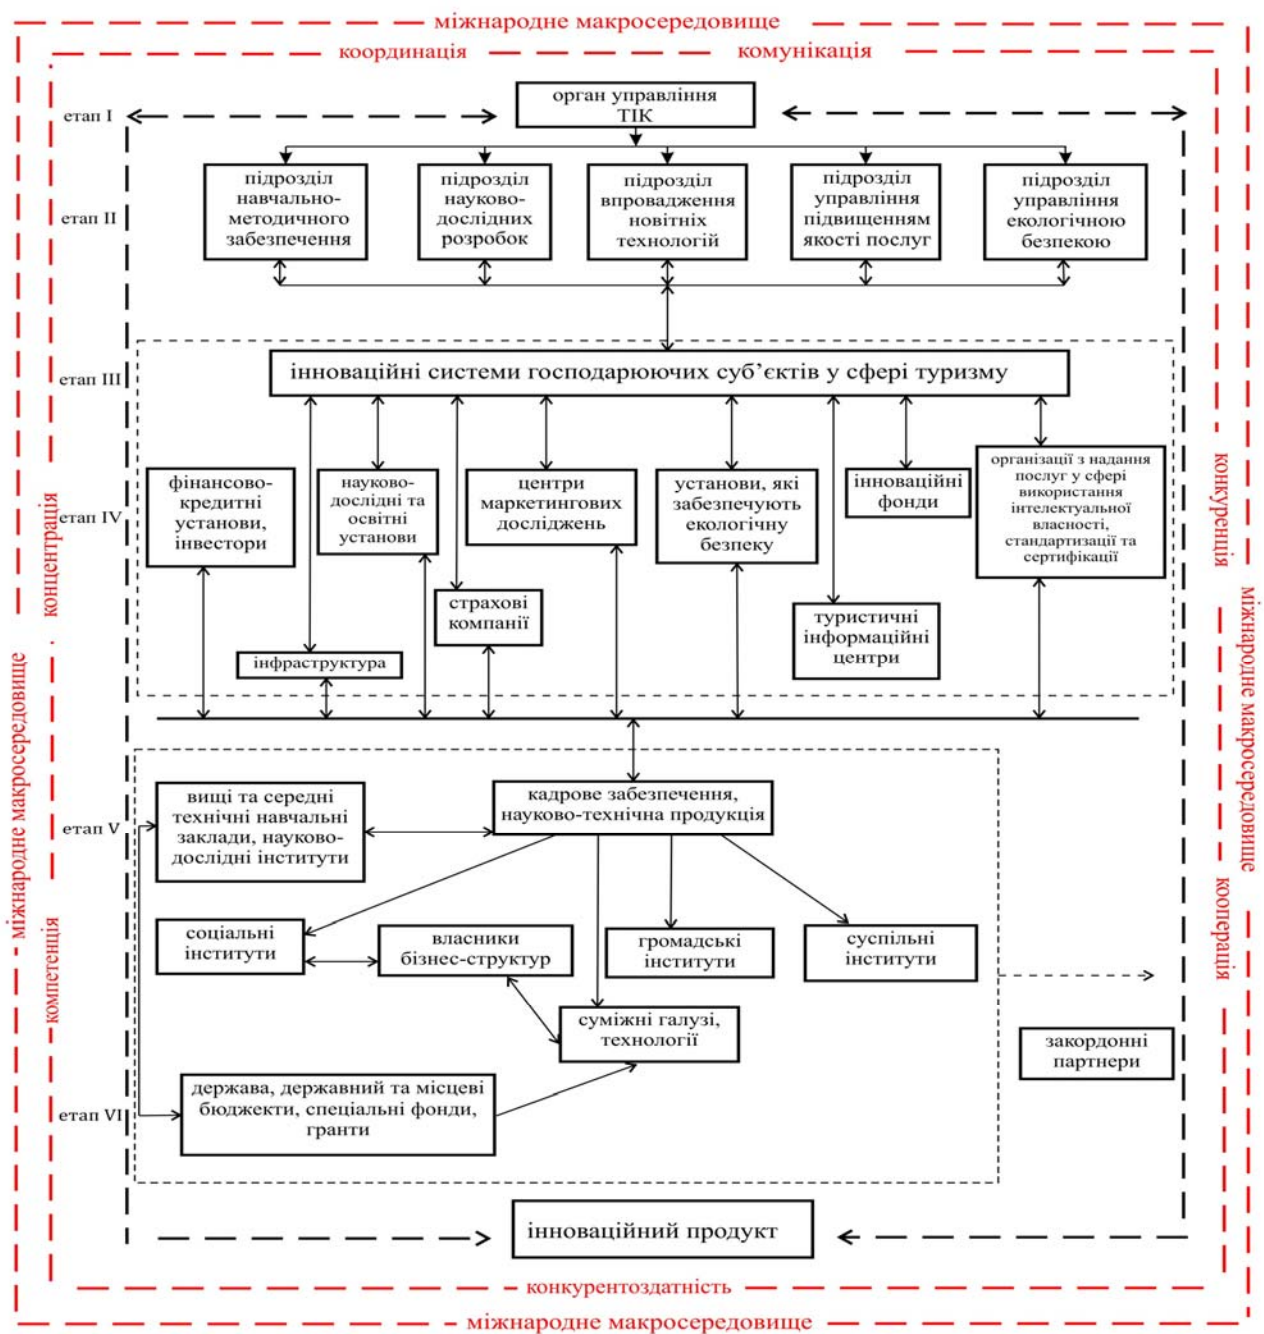 міжнародне макросередовище
координація
комунікація
етап I
орган управління
ТІК
етап II
підрозділ
навчально-
методичного
забезпечення
підрозділ
науково-
дослідних
розробок
підрозділ
впровадження
новітніх
технологій
підрозділ
управління
підвищенням
якості послуг
підрозділ
управління
екологічною
безпекою
етап III
інноваційні системи господарюючих суб’єктів у сфері туризму
етап IV
фінансово-
кредитні
установи,
інвестори
науково-
дослідні та
освітні
установи
центри
маркетингових
досліджень
установи, які
забезпечують
екологічну
безпеку
інноваційні
фонди
організації з надання
послуг у сфері
використання
інтелектуальної
власності,
стандартизації та
сертифікації
страхові
компанії
туристичні
інформаційні
центри
інфраструктура
концентрація
конкуренція
міжнародне макросередовище
міжнародне макросередовище
етап V
вищі та середні
технічні навчальні
заклади, науково-
дослідні інститути
кадрове забезпечення,
науково-технічна продукція
соціальні
інститути
власники
бізнес-структур
громадські
інститути
суспільні
інститути
компетенція
кооперація
суміжні галузі,
технології
закордонні
партнери
етап VI
держава, державний та місцеві
бюджекти, спеціальні фонди,
гранти
інноваційний продукт
конкурентоздатність
міжнародне макросередовище